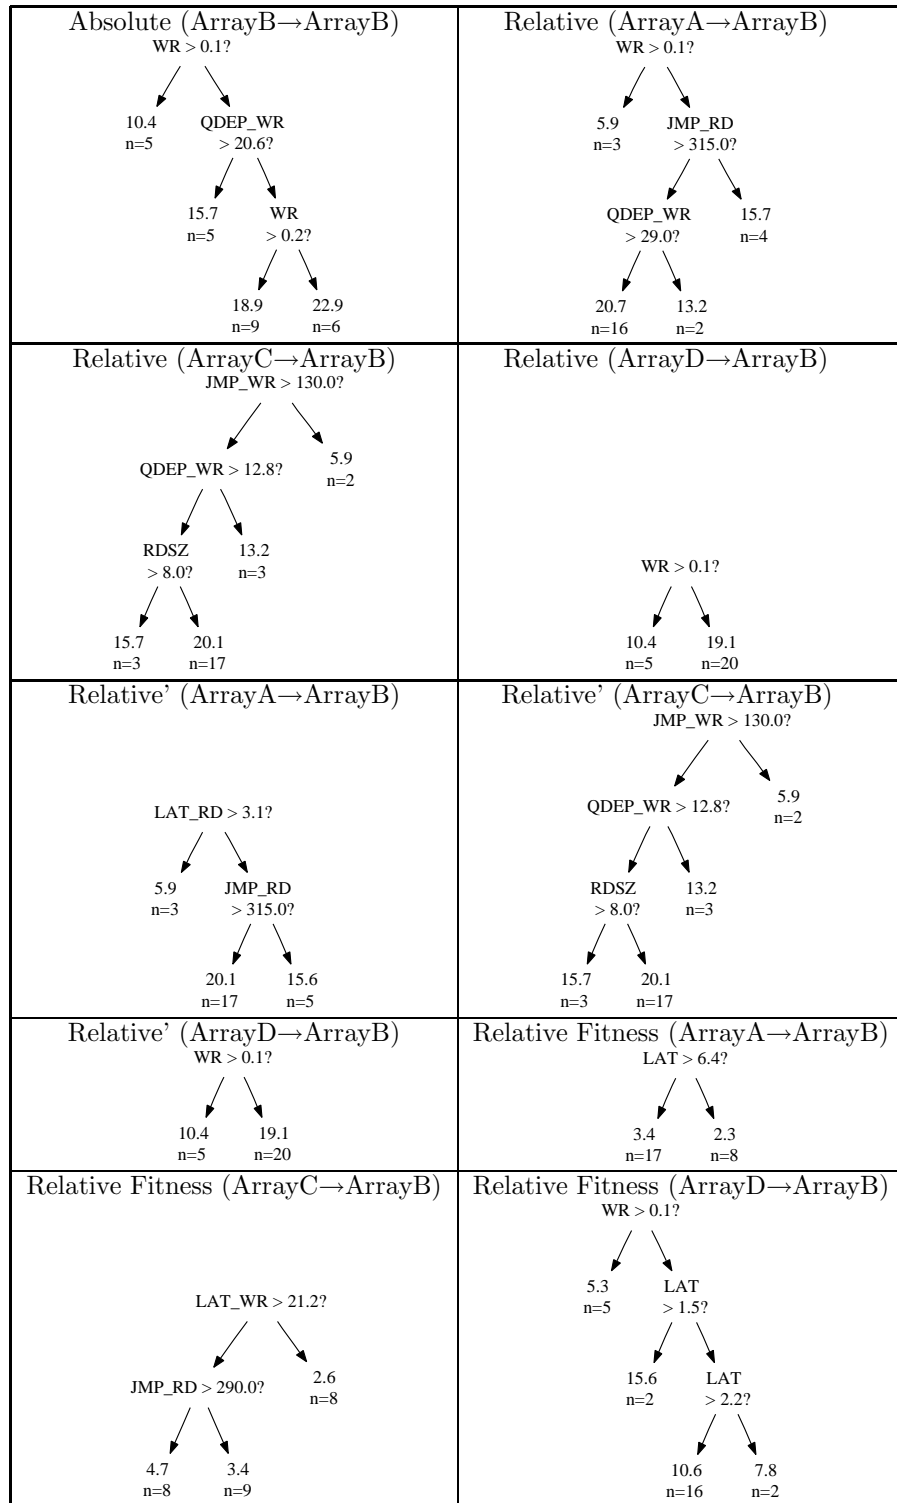 Absolute (ArrayB→ArrayB)
WR > 0.1?
10.4
n=5
QDEP_WR
> 20.6?
15.7
n=5
WR
> 0.2?
18.9
n=9
22.9
n=6
Relative (ArrayA→ArrayB)
WR > 0.1?
5.9
n=3
JMP_RD
> 315.0?
QDEP_WR
> 29.0?
15.7
n=4
20.7
n=16
13.2
n=2
Relative (ArrayC→ArrayB)
JMP_WR > 130.0?
QDEP_WR > 12.8?
5.9
n=2
RDSZ
> 8.0?
13.2
n=3
15.7
n=3
20.1
n=17
Relative (ArrayD→ArrayB)
WR > 0.1?
10.4
n=5
19.1
n=20
Relative' (ArrayA→ArrayB)
LAT_RD > 3.1?
5.9
n=3
JMP_RD
> 315.0?
20.1
n=17
15.6
n=5
Relative' (ArrayC→ArrayB)
JMP_WR > 130.0?
QDEP_WR > 12.8?
5.9
n=2
RDSZ
> 8.0?
13.2
n=3
15.7
n=3
20.1
n=17
Relative' (ArrayD→ArrayB)
WR > 0.1?
10.4
n=5
19.1
n=20
Relative Fitness (ArrayA→ArrayB)
LAT > 6.4?
3.4
n=17
2.3
n=8
Relative Fitness (ArrayC→ArrayB)
LAT_WR > 21.2?
JMP_RD > 290.0?
2.6
n=8
4.7
n=8
3.4
n=9
Relative Fitness (ArrayD→ArrayB)
WR > 0.1?
5.3
n=5
LAT
> 1.5?
15.6
n=2
LAT
> 2.2?
10.6
n=16
7.8
n=2